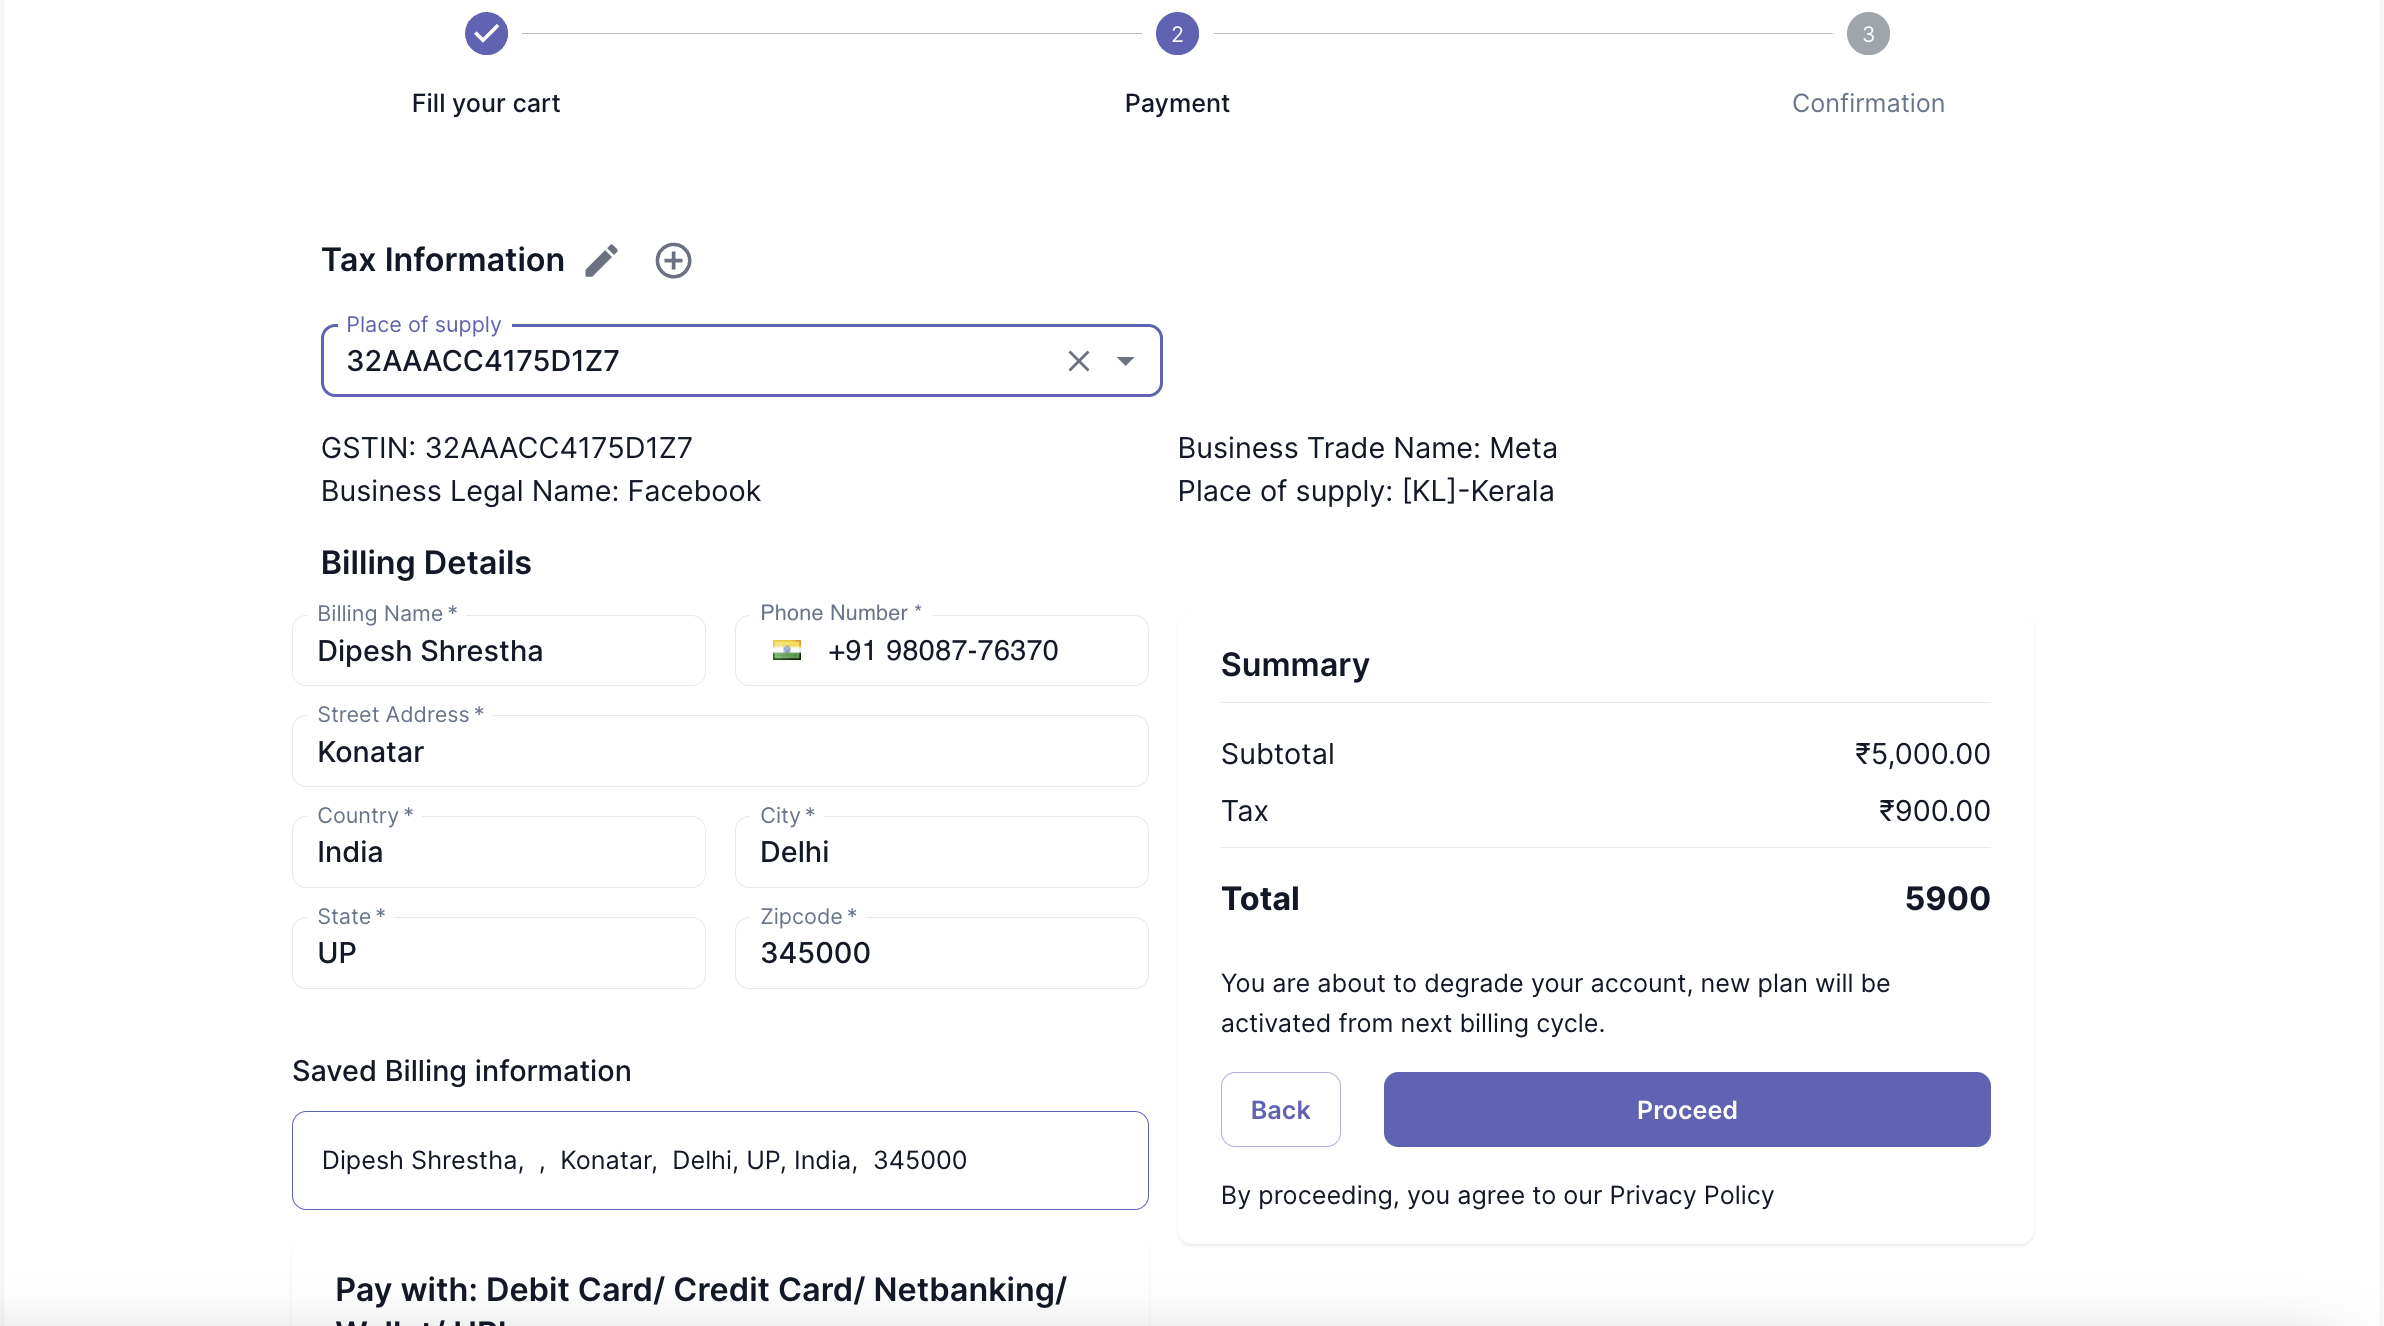 2
3
Fill your cart
Payment
Confirmation
Tax Information
Place of supply
32AAACC4175D1Z7
GSTIN: 32AAACC4175D1Z7
Business Trade Name: Meta
Business Legal Name: Facebook
Place of supply: [KL]-Kerala
Billing Details
Billing Name *
Dipesh Shrestha
Phone Number *
+91 98087-76370
Street Address *
Konatar
Country *
India
City *
Delhi
State *
UP
Zipcode *
345000
Saved Billing information
Dipesh Shrestha, , Konatar, Delhi, UP, India, 345000
Pay with: Debit Card/ Credit Card/ Netbanking/
Wallet/ UPI
Summary
Subtotal
₹5,000.00
Tax
₹900.00
Total
5900
You are about to degrade your account, new plan will be
activated from next billing cycle.
Back
Proceed
By proceeding, you agree to our Privacy Policy